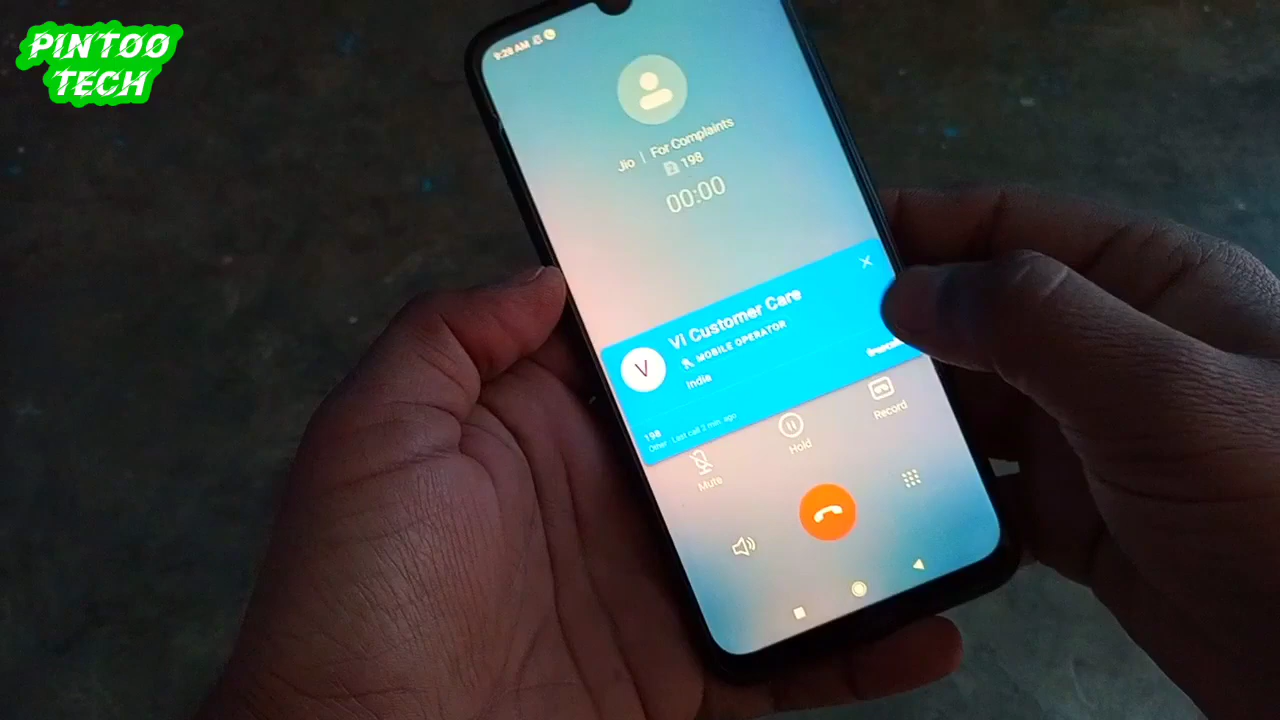 PINTOO
TECH
9:28 AM
Jio | For Complaints
198
00:00
VI Customer Care
V
MOBILE OPERATOR
India
198
Other Last call 3 min. ago
Mute
Hold
Record